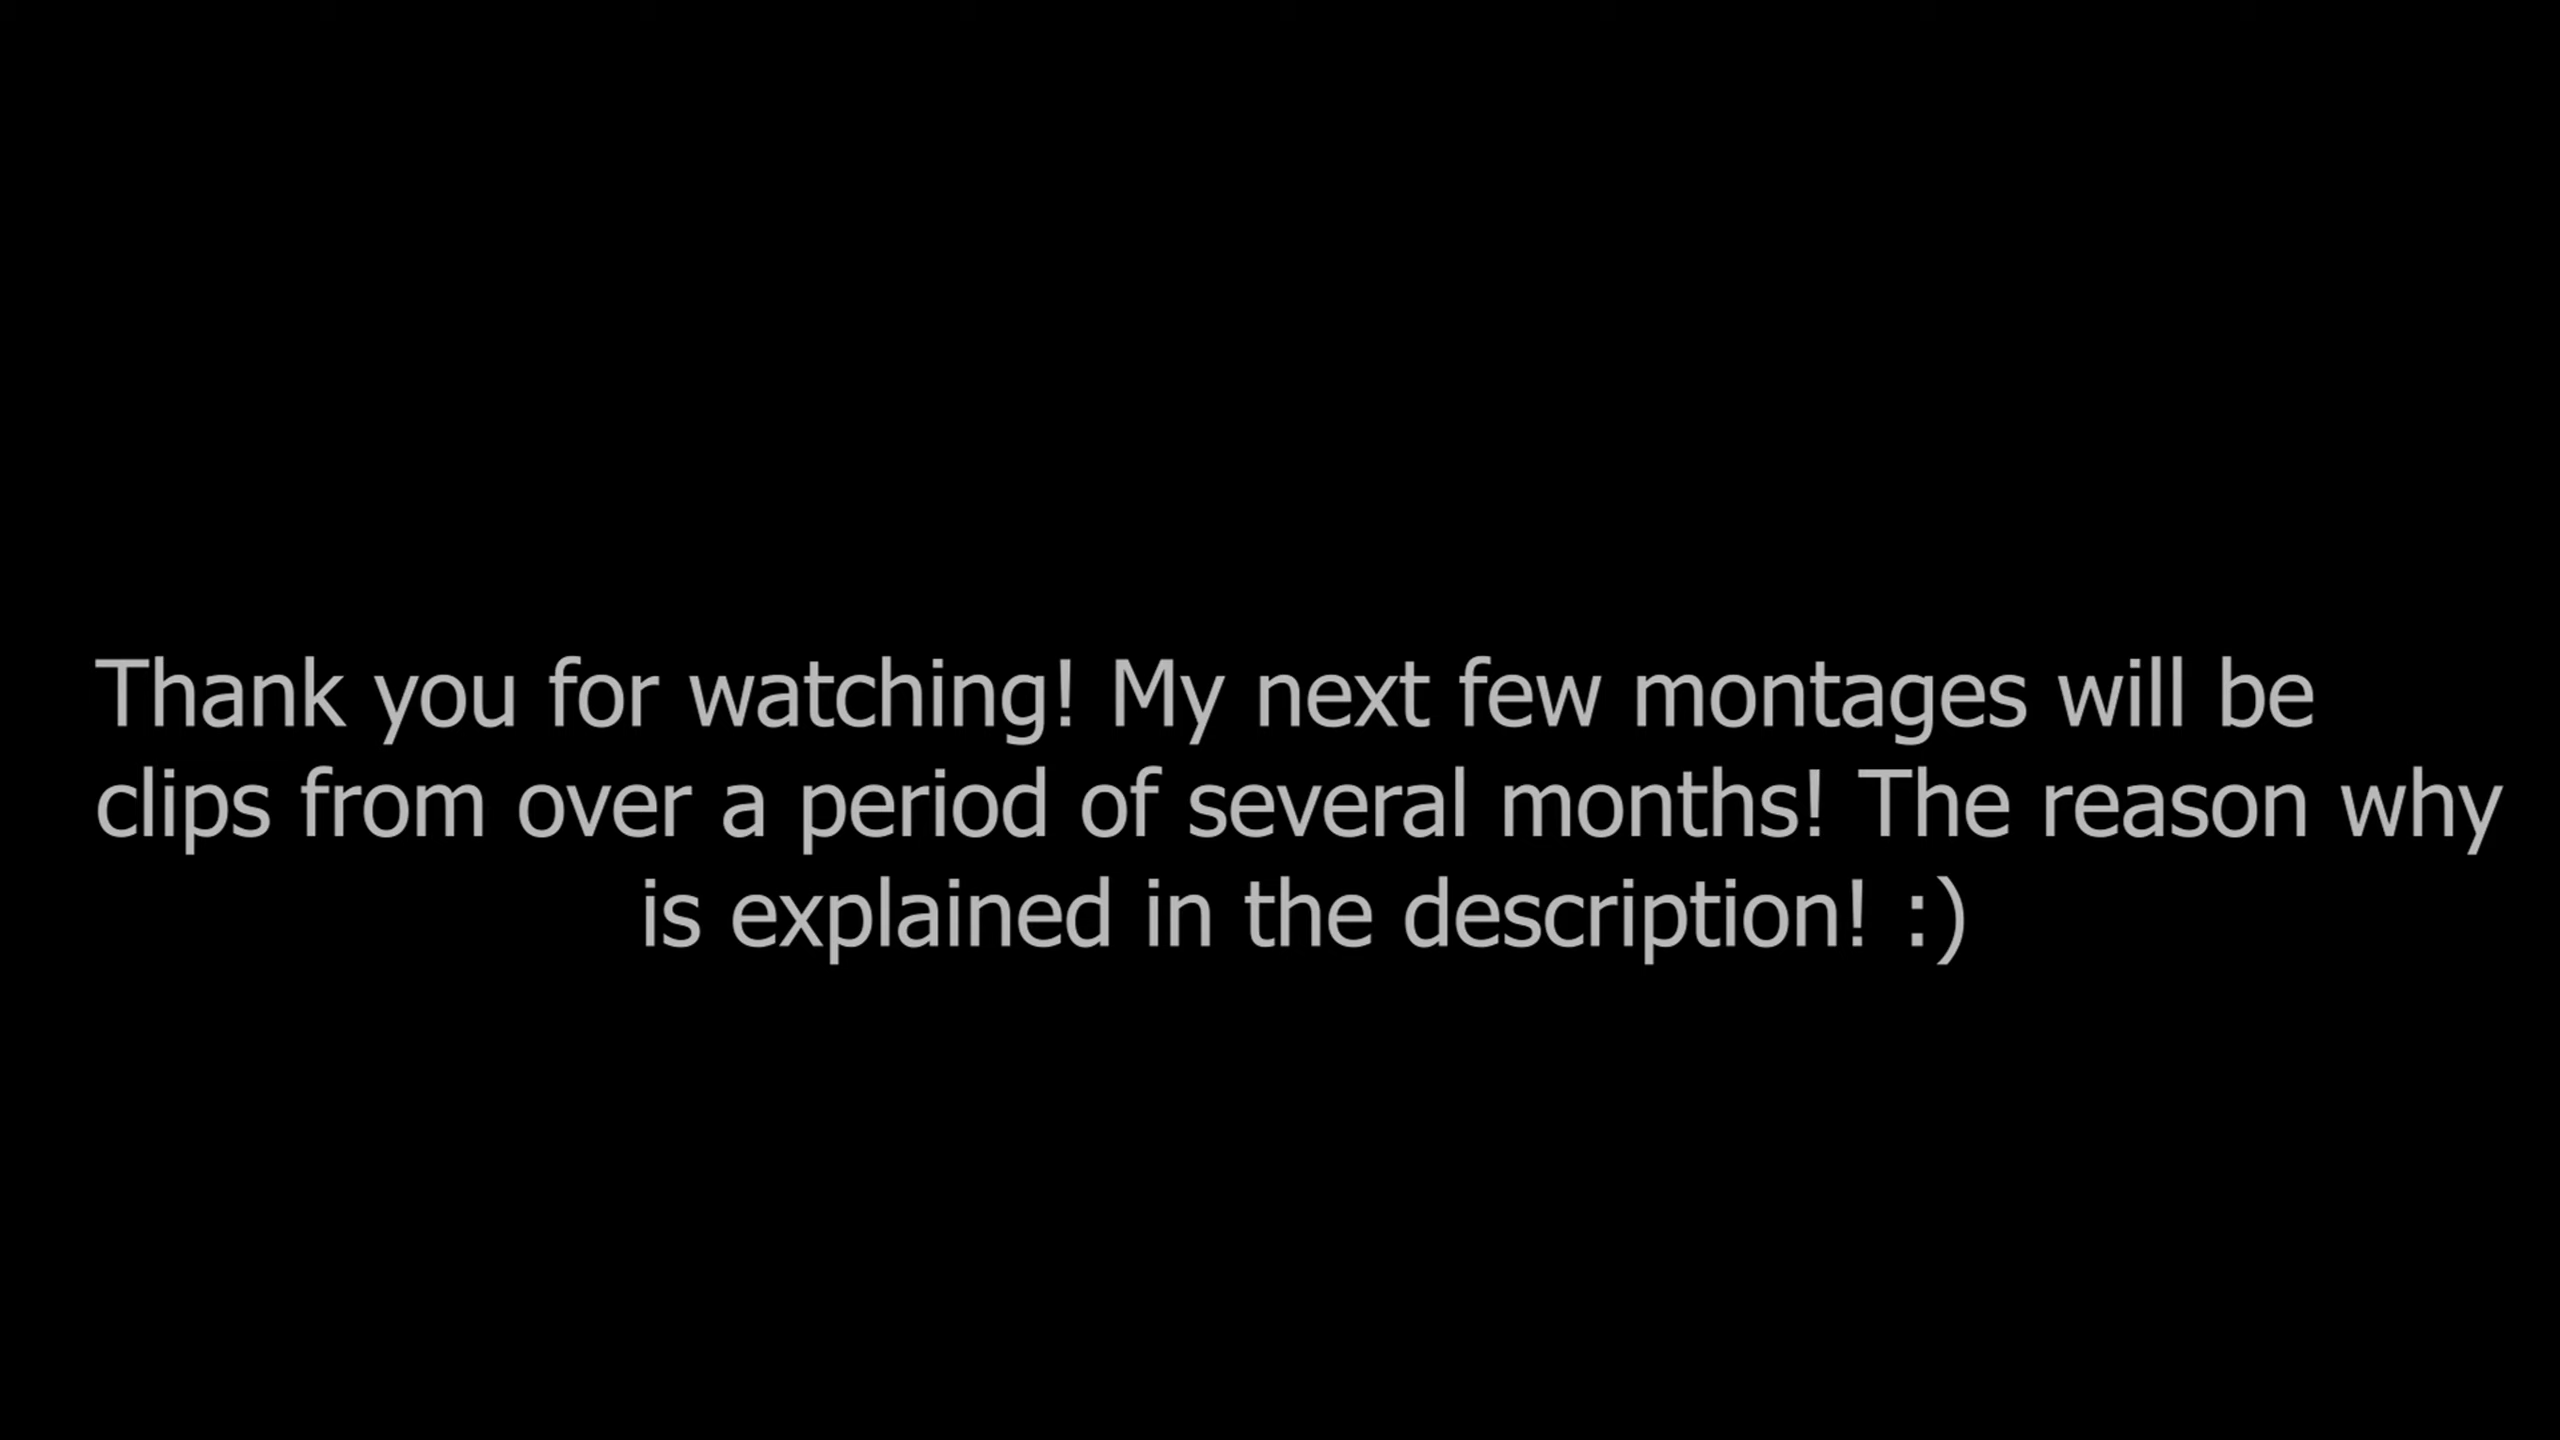 Thank you for watching! My next few montages will be
clips from over a period of several months! The reason why
is explained in the description! :)